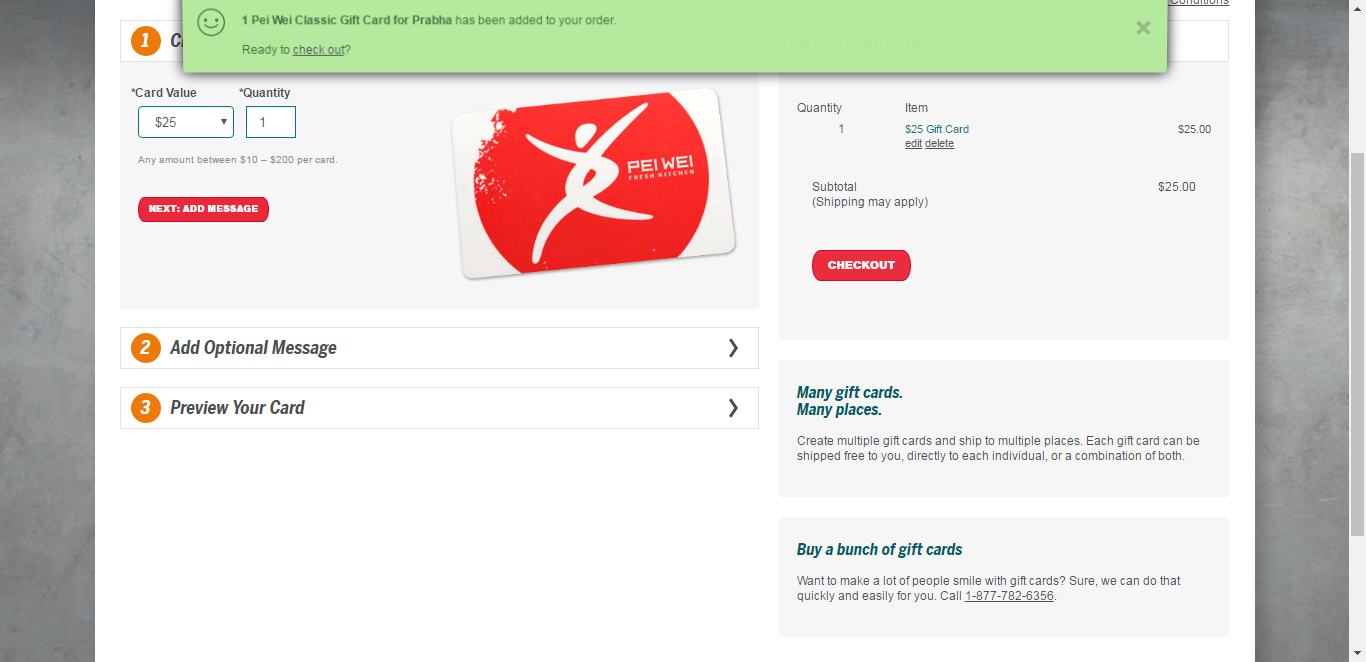 Conditions
1 Pei Wei Classic Gift Card for Prabha has been added to your order.
Ready to check out?
1
My Gift Card Order
*Card Value *Quantity
$25 1
Any amount between $10 – $200 per card.
NEXT: ADD MESSAGE
PEI WEI
FRESH KITCHEN
Quantity Item
1 $25 Gift Card $25.00
edit delete
Subtotal $25.00
(Shipping may apply)
CHECKOUT
2 Add Optional Message
3 Preview Your Card
Many gift cards.
Many places.
Create multiple gift cards and ship to multiple places. Each gift card can be
shipped free to you, directly to each individual, or a combination of both.
Buy a bunch of gift cards
Want to make a lot of people smile with gift cards? Sure, we can do that
quickly and easily for you. Call 1-877-782-6356.